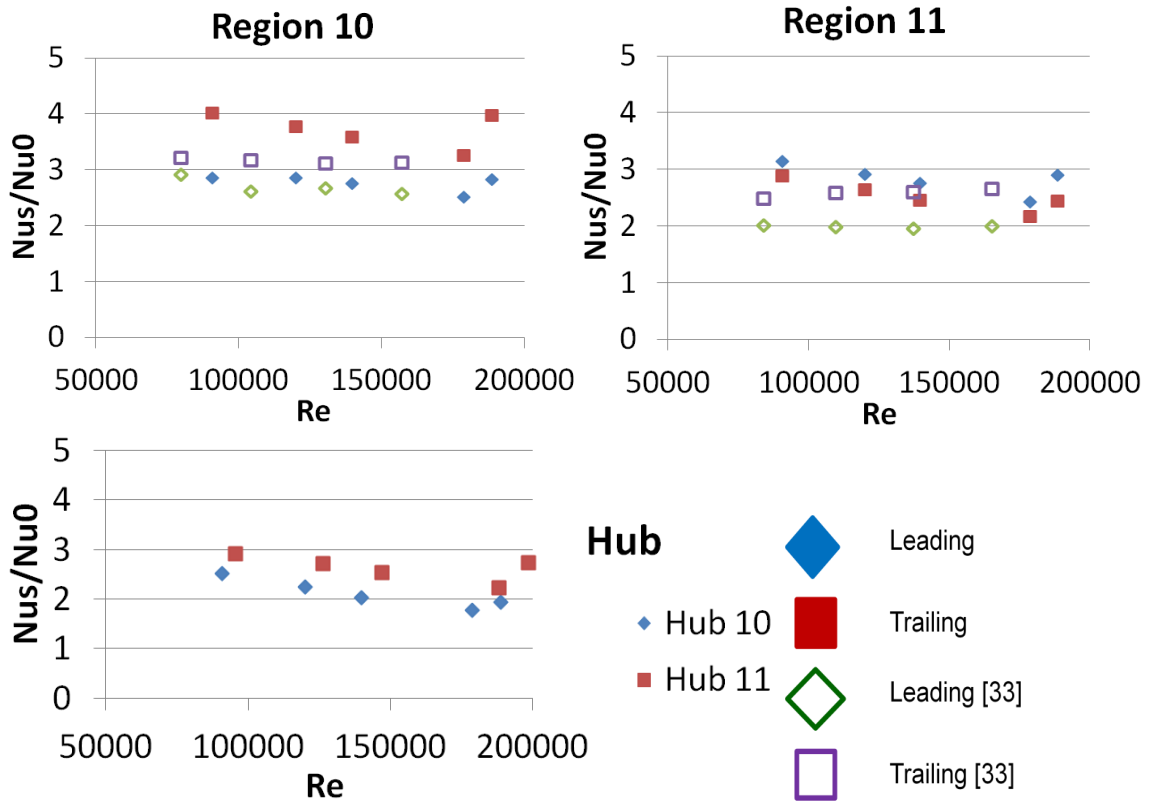 Region 10
5
4
3
2
1
0
Nus/Nu0
50000 100000 150000 200000
Re
Region 11
5
4
3
2
1
0
Nus/Nu0
50000 100000 150000 200000
Re
5
4
3
2
1
0
Nus/Nu0
50000 100000 150000 200000
Re
Hub
Hub 10
Hub 11
Leading
Trailing
Leading [33]
Trailing [33]